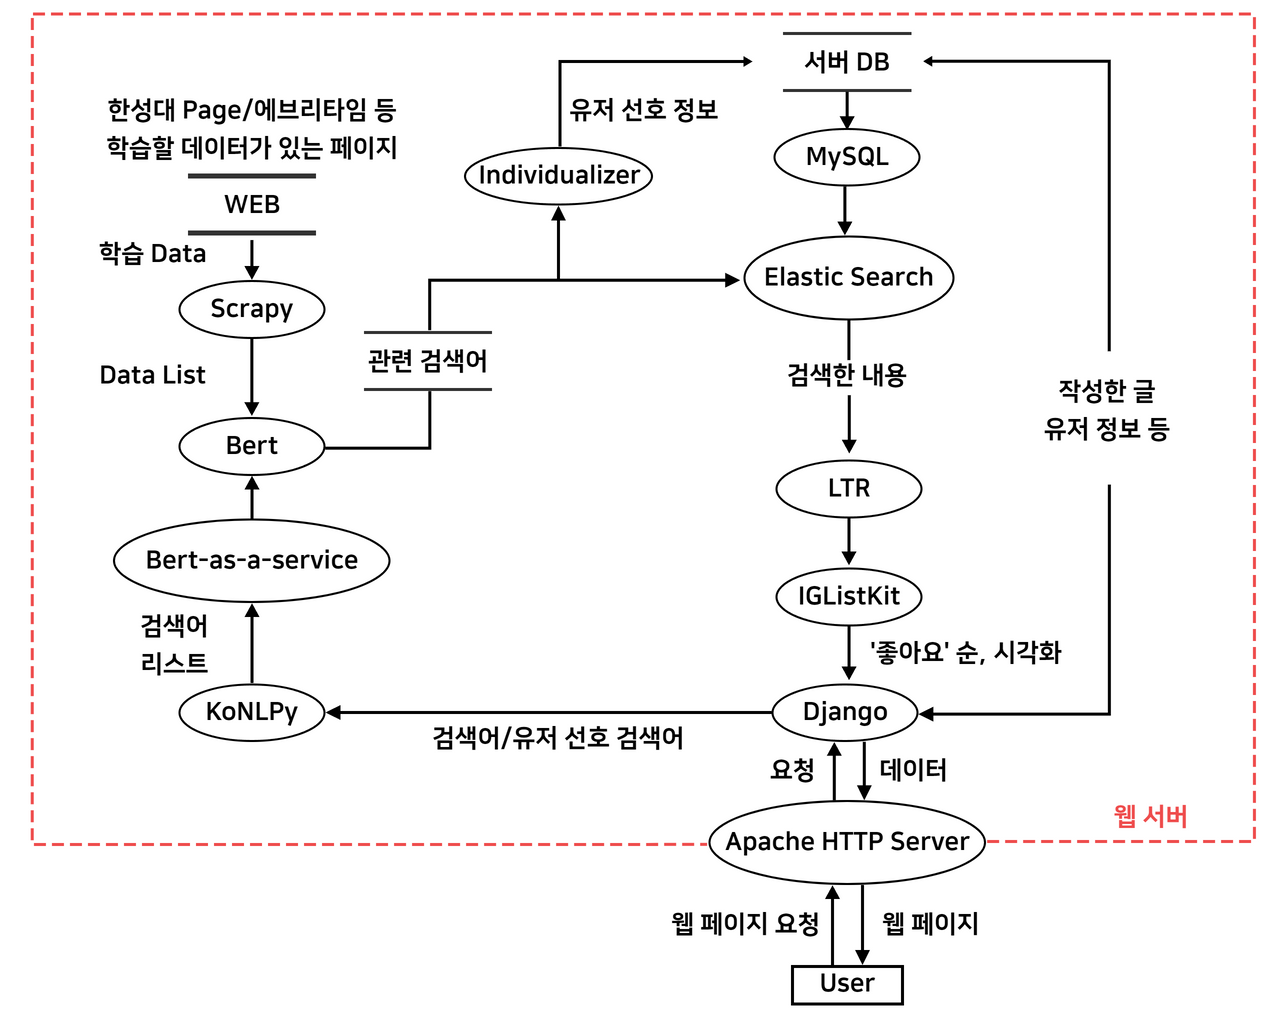 서버 DB
한성대 Page/에브리타임 등
학습할 데이터가 있는 페이지
유저 선호 정보
MySQL
Individualizer
WEB
학습 Data
Scrapy
Elastic Search
관련 검색어
Data List
검색한 내용
작성한 글
유저 정보 등
Bert
LTR
Bert-as-a-service
IGListKit
검색어
리스트
'좋아요' 순, 시각화
KoNLPy
Django
검색어/유저 선호 검색어
요청
데이터
웹 서버
Apache HTTP Server
웹 페이지 요청
웹 페이지
User